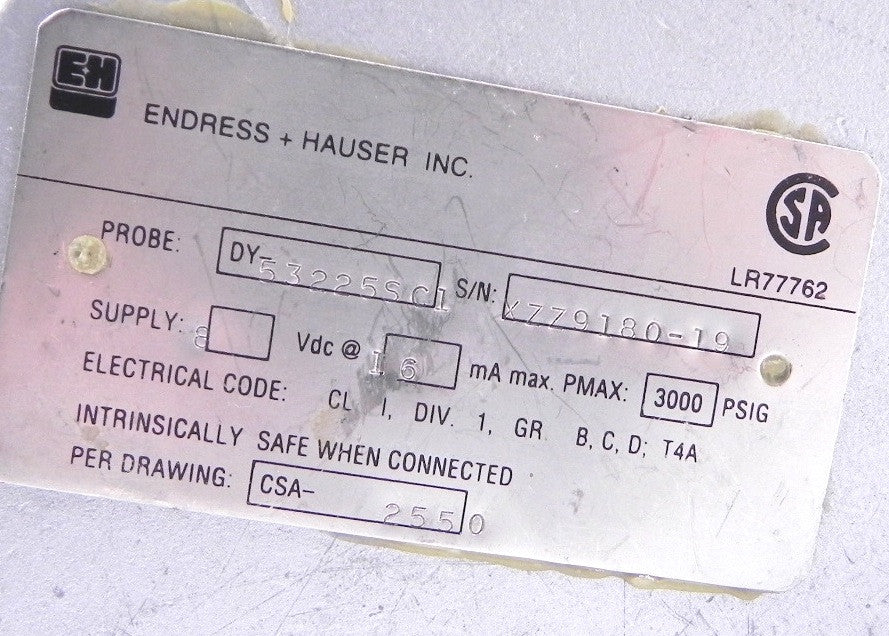 E+H
ENDRESS + HAUSER INC.
SA
LR77762
PROBE: DY-53225SC1 S/N: X779180-19
SUPPLY: 8 Vdc @ 16 mA max. PMAX: 3000 PSIG
ELECTRICAL CODE: CL I, DIV. 1, GR. B, C, D; T4A
INTRINSICALLY SAFE WHEN CONNECTED
PER DRAWING: CSA-2550